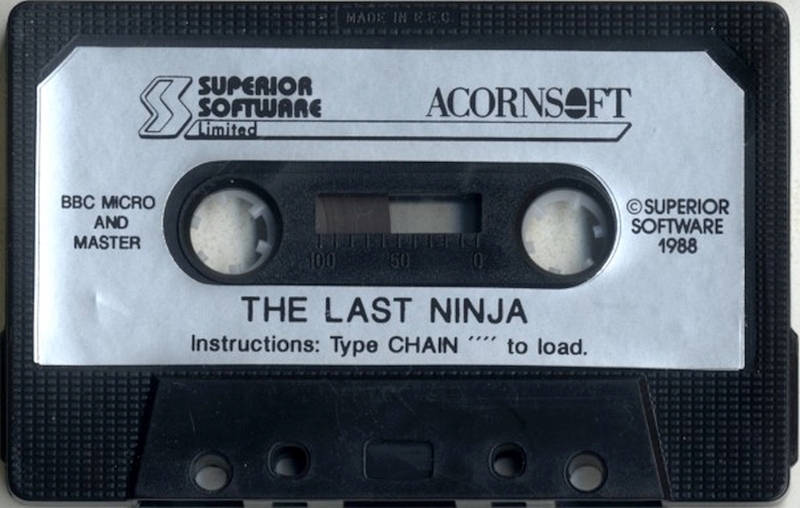 MADE IN E.E.C.
SUPERIOR
SOFTWARE
Limited
ACORNSOFT
BBC MICRO
AND
MASTER
©SUPERIOR
SOFTWARE
1988
100 50 0
THE LAST NINJA
Instructions: Type CHAIN '''' to load.